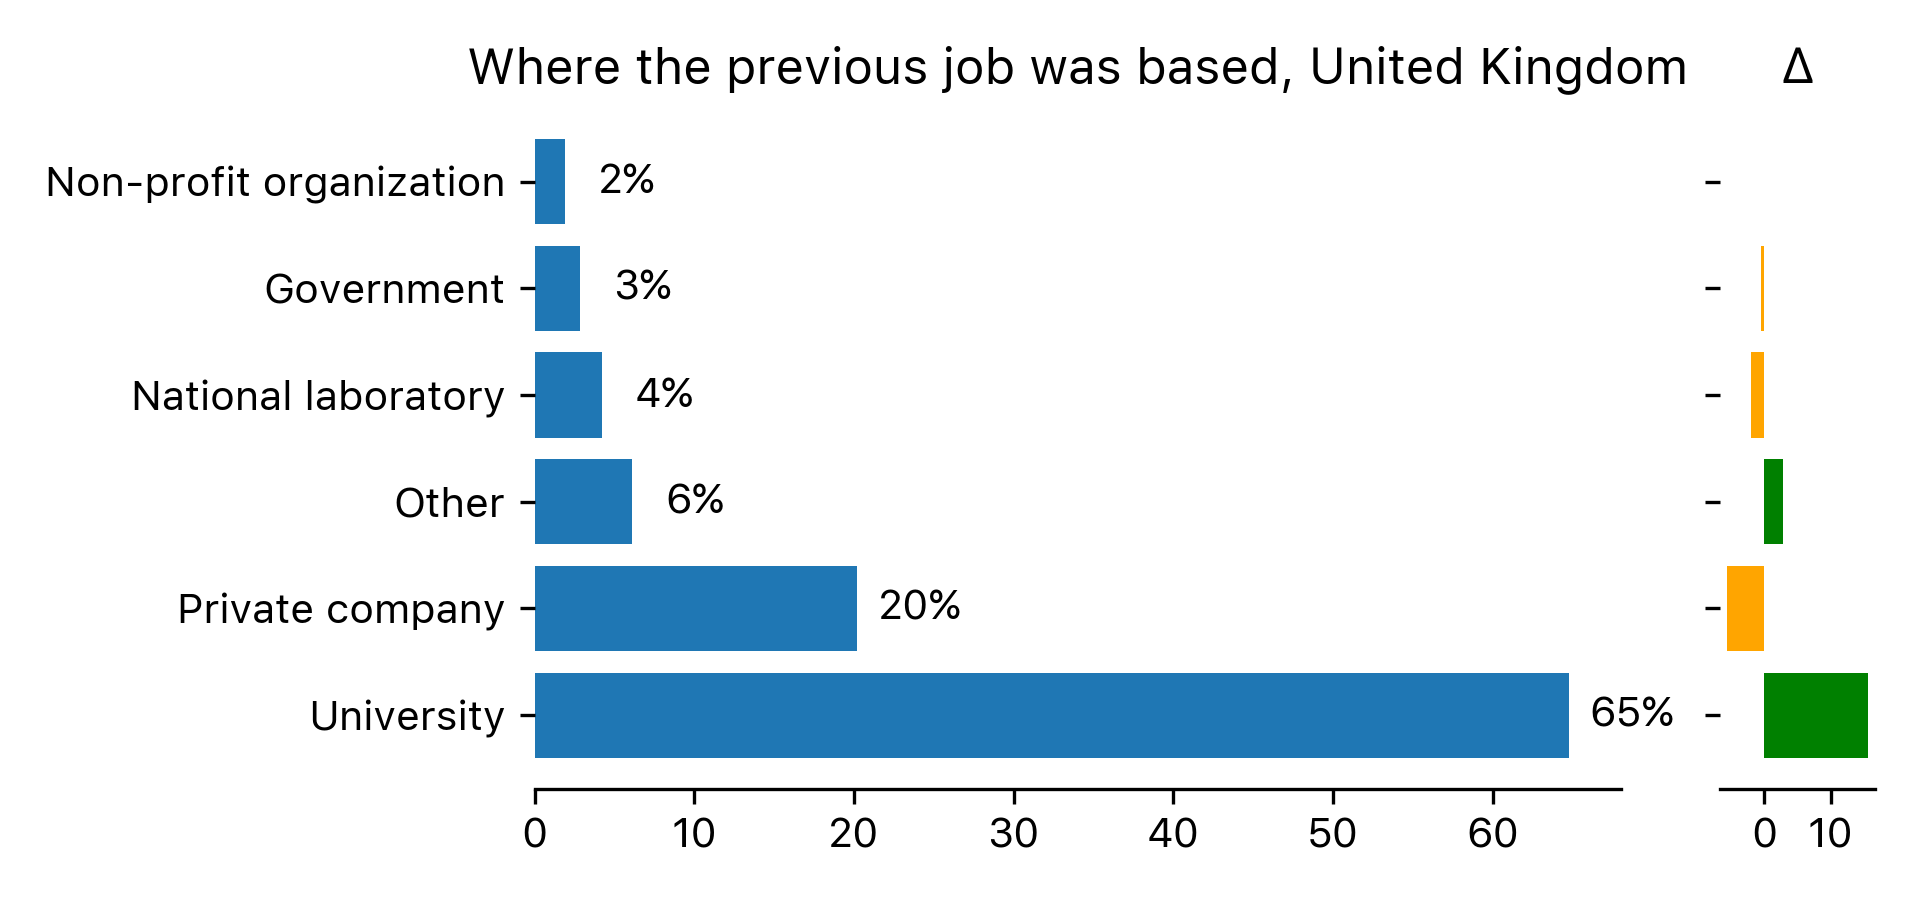 Where the previous job was based, United Kingdom Δ
Non-profit organization 2%
Government 3%
National laboratory 4%
Other 6%
Private company 20%
University 65%
0 10 20 30 40 50 60 0 10